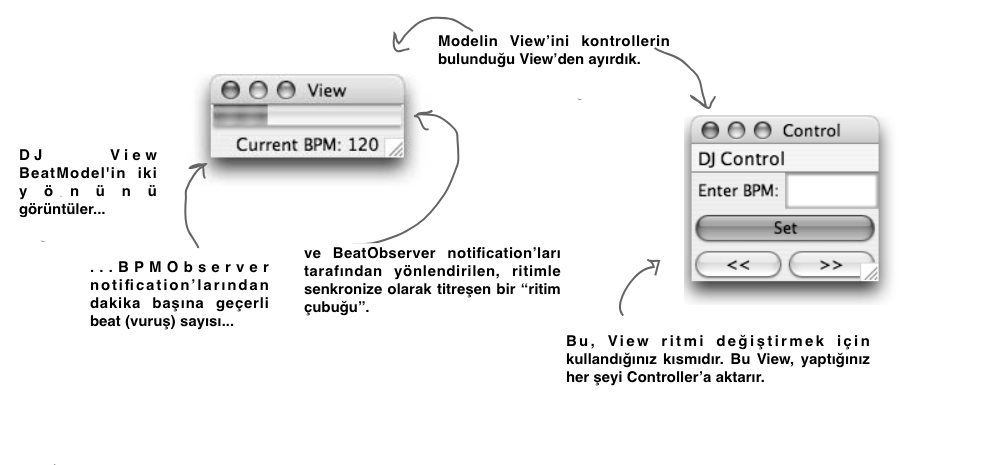 Modelin View'ini kontrollerin
bulunduğu View'den ayırdık.
View
Current BPM: 120
Control
DJ Control
Enter BPM:
Set
<<
>>
DJ View
BeatModel'in iki
yönünü
görüntüler...
...BPMObserver
notification'larından
dakika başına geçerli
beat (vuruş) sayısı...
ve BeatObserver notification'ları
tarafından yönlendirilen, ritimle
senkronize olarak titreşen bir “ritim
çubuğu”.
Bu, View ritmi değiştirmek için
kullandığınız kısmıdır. Bu View, yaptığınız
her şeyi Controller'a aktarır.